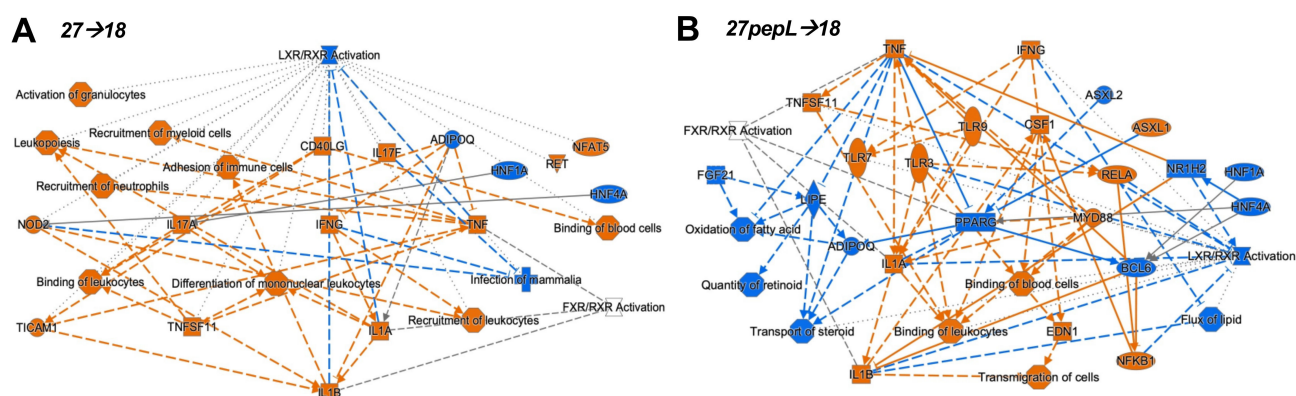 A 27→18
LXR/RXR Activation
Activation of granulocytes
Leukopoiesis
Recruitment of myeloid cells
CD40LG
ADIPOQ
IL17F
NFAT5
Adhesion of immune cells
RET
HNF1A
Recruitment of neutrophils
HNF4A
NOD2
IL17A
IFNG
TNF
Binding of blood cells
Binding of leukocytes
Differentiation of mononuclear leukocytes
Infection of mammalia
FXR/RXR Activation
TICAM1
TNFSF11
IL1A
Recruitment of leukocytes
IL1B
B 27pepL→18
TNF
IFNG
ASXL2
TNFSF11
FXR/RXR Activation
TLR9
CSF1
ASXL1
TLR7
TLR3
FGF21
RELA
NR1H2
HNF1A
LIPE
HNF4A
Oxidation of fatty acid
PPARG
MYD88
ADIPOQ
IL1A
LXR/RXR Activation
BCL6
Quantity of retinoid
Binding of blood cells
Transport of steroid
Binding of leukocytes
EDN1
Flux of lipid
NFKB1
IL1B
Transmigration of cells